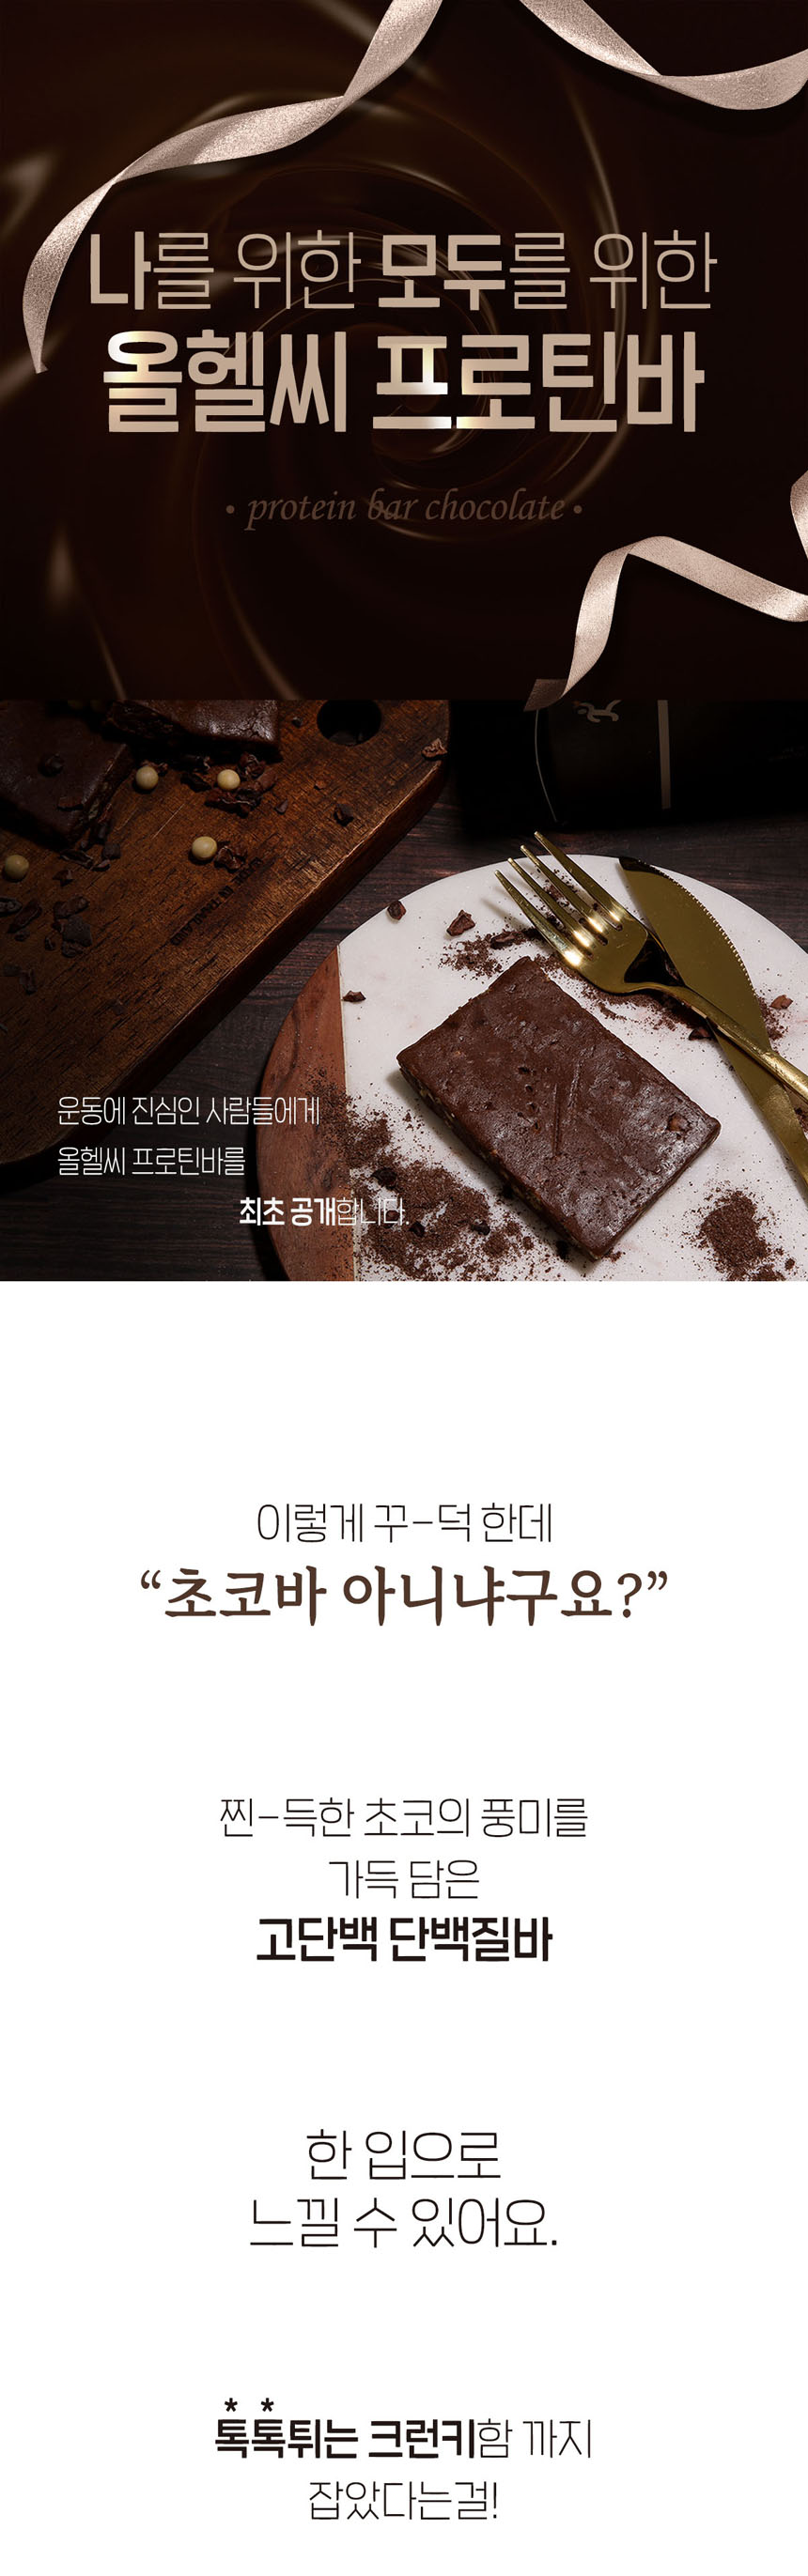 나를 위한 모두를 위한
올헬씨 프로틴바
• protein bar chocolate •
MADE IN THAILAND
운동에 진심인 사람들에게
올헬씨 프로틴바를
최초 공개합니다.
이렇게 꾸-덕 한데
“초코바 아니냐구요?”
찐-득한 초코의 풍미를
가득 담은
고단백 단백질바
한 입으로
느낄 수 있어요.
톡톡튀는 크런키함 까지
잡았다는걸!